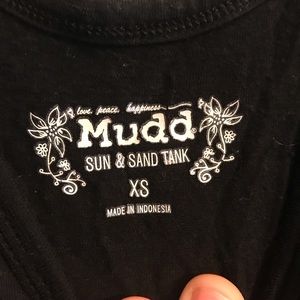 love. peace. happiness
Mudd
SUN & SAND TANK
XS
MADE IN INDONESIA